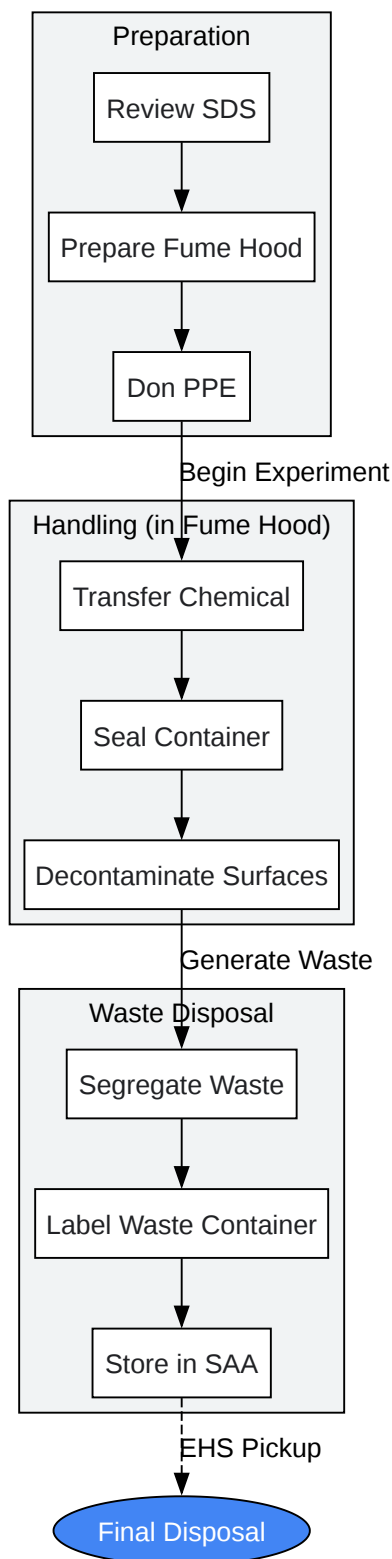 Preparation
Review SDS
Prepare Fume Hood
Don PPE
Begin Experiment
Handling (in Fume Hood)
Transfer Chemical
Seal Container
Decontaminate Surfaces
Generate Waste
Waste Disposal
Segregate Waste
Label Waste Container
Store in SAA
EHS Pickup
Final Disposal